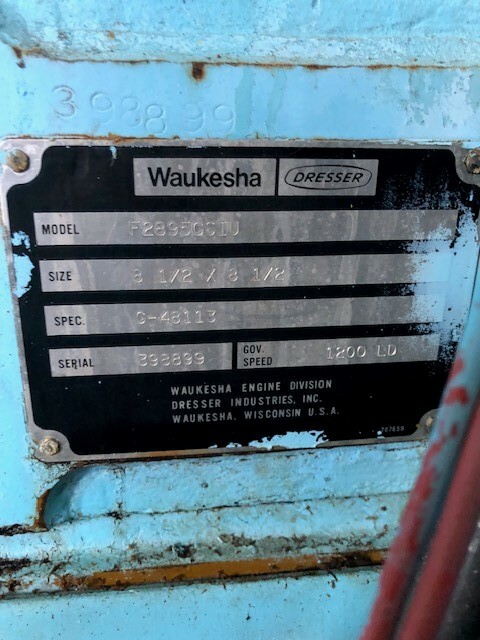 398899
Waukesha DRESSER
MODEL F2895GSIU
SIZE 8 1/2 X 8 1/2
SPEC. G-48113
SERIAL 398899 GOV. SPEED 1200 LD
WAUKESHA ENGINE DIVISION
DRESSER INDUSTRIES, INC.
WAUKESHA, WISCONSIN U.S.A.